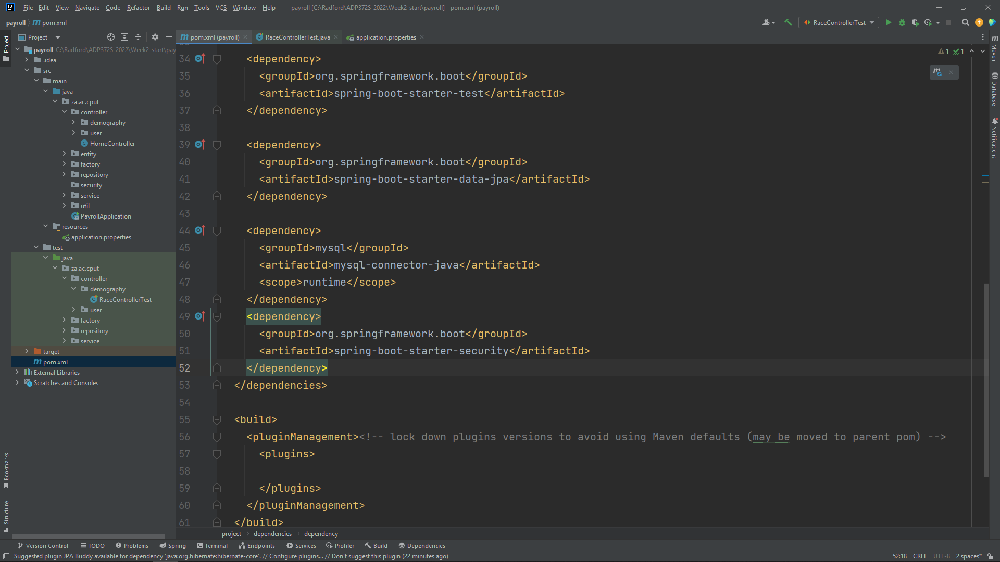 File Edit View Navigate Code Refactor Build Run Tools VCS Window Help payroll [C:\Radford\ADP372S-2022\Week2-start\payroll] - pom.xml (payroll)
payroll m pom.xml RaceControllerTest
Project
pom.xml (payroll) RaceControllerTest.java application.properties
payroll C:\Radford\ADP372S-2022\Week2-start\pay
.idea
src
main
java
za.ac.cput
controller
demography
user
HomeController
entity
factory
repository
security
service
util
PayrollApplication
resources
application.properties
test
java
za.ac.cput
controller
demography
RaceControllerTest
user
factory
repository
service
target
pom.xml
External Libraries
Scratches and Consoles
1 1
34 <dependency>
35 <groupId>org.springframework.boot</groupId>
36 <artifactId>spring-boot-starter-test</artifactId>
37 </dependency>
38
39 <dependency>
40 <groupId>org.springframework.boot</groupId>
41 <artifactId>spring-boot-starter-data-jpa</artifactId>
42 </dependency>
43
44 <dependency>
45 <groupId>mysql</groupId>
46 <artifactId>mysql-connector-java</artifactId>
47 <scope>runtime</scope>
48 </dependency>
49 <dependency>
50 <groupId>org.springframework.boot</groupId>
51 <artifactId>spring-boot-starter-security</artifactId>
52 </dependency>
53 </dependencies>
54
55 <build>
56 <pluginManagement><!-- lock down plugins versions to avoid using Maven defaults (may be moved to parent pom) -->
57 <plugins>
58
59 </plugins>
60 </pluginManagement>
61 </build>
project dependencies dependency
Project
Bookmarks
Structure
Maven
Database
Notifications
Version Control TODO Problems Spring Terminal Endpoints Services Profiler Build Dependencies
Suggested plugin JPA Buddy available for dependency 'java:org.hibernate:hibernate-core'. // Configure plugins... // Don't suggest this plugin (22 minutes ago) 52:18 CRLF UTF-8 2 spaces*